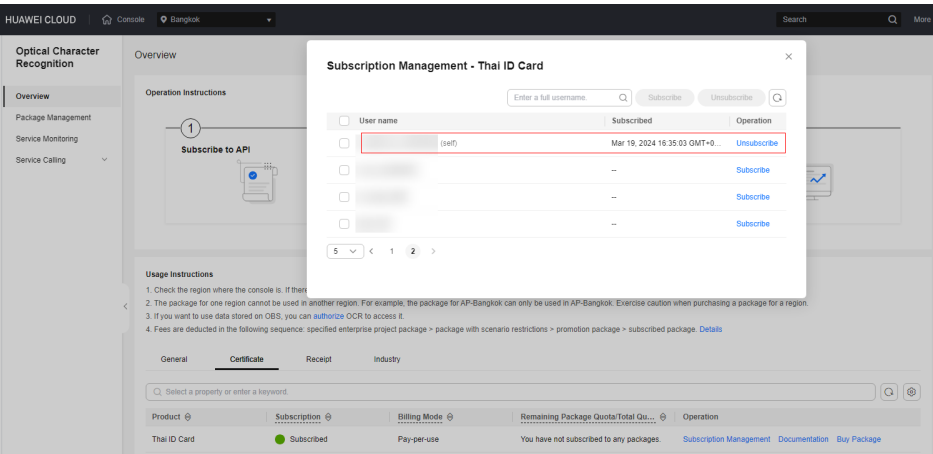 HUAWEI CLOUD Console Bangkok Search More
Optical Character Recognition
Overview
Package Management
Service Monitoring
Service Calling
Overview
Operation Instructions
1
Subscribe to API
Subscription Management - Thai ID Card
Enter a full username. Subscribe Unsubscribe
User name Subscribed Operation
(self) Mar 19, 2024 16:35:03 GMT+0... Unsubscribe
-- Subscribe
-- Subscribe
-- Subscribe
5 1 2
Usage Instructions
1. Check the region where the console is. If there
2. The package for one region cannot be used in another region. For example, the package for AP-Bangkok can only be used in AP-Bangkok. Exercise caution when purchasing a package for a region.
3. If you want to use data stored on OBS, you can authorize OCR to access it.
4. Fees are deducted in the following sequence: specified enterprise project package > package with scenario restrictions > promotion package > subscribed package. Details
General Certificate Receipt Industry
Select a property or enter a keyword.
Product Subscription Billing Mode Remaining Package Quota/Total Qu... Operation
Thai ID Card Subscribed Pay-per-use You have not subscribed to any packages. Subscription Management Documentation Buy Package